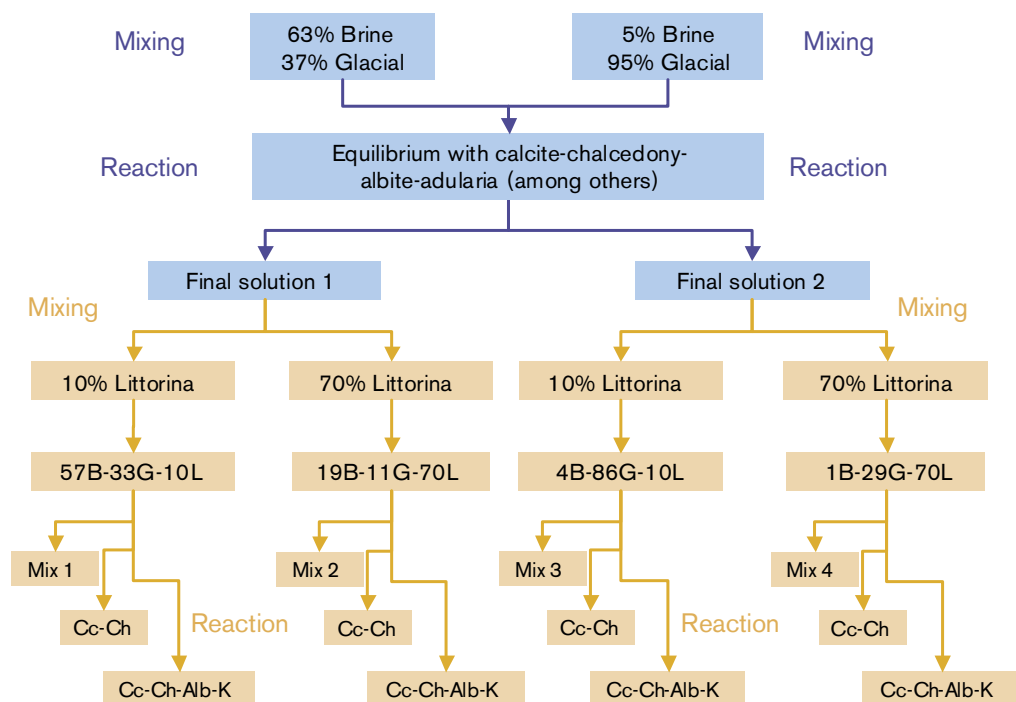 Mixing
63% Brine
37% Glacial
5% Brine
95% Glacial
Mixing
Reaction
Equilibrium with calcite-chalcedony-
albite-adularia (among others)
Reaction
Final solution 1
Final solution 2
Mixing
Mixing
10% Littorina
70% Littorina
10% Littorina
70% Littorina
57B-33G-10L
19B-11G-70L
4B-86G-10L
1B-29G-70L
Mix 1
Mix 2
Mix 3
Mix 4
Cc-Ch
Reaction
Cc-Ch
Cc-Ch
Reaction
Cc-Ch
Cc-Ch-Alb-K
Cc-Ch-Alb-K
Cc-Ch-Alb-K
Cc-Ch-Alb-K